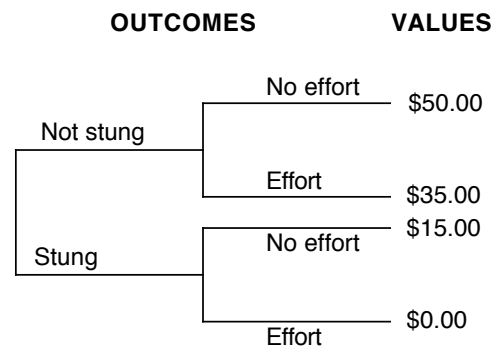 OUTCOMES VALUES
No effort $50.00
Not stung
Effort $35.00
$15.00
No effort
Stung
$0.00
Effort